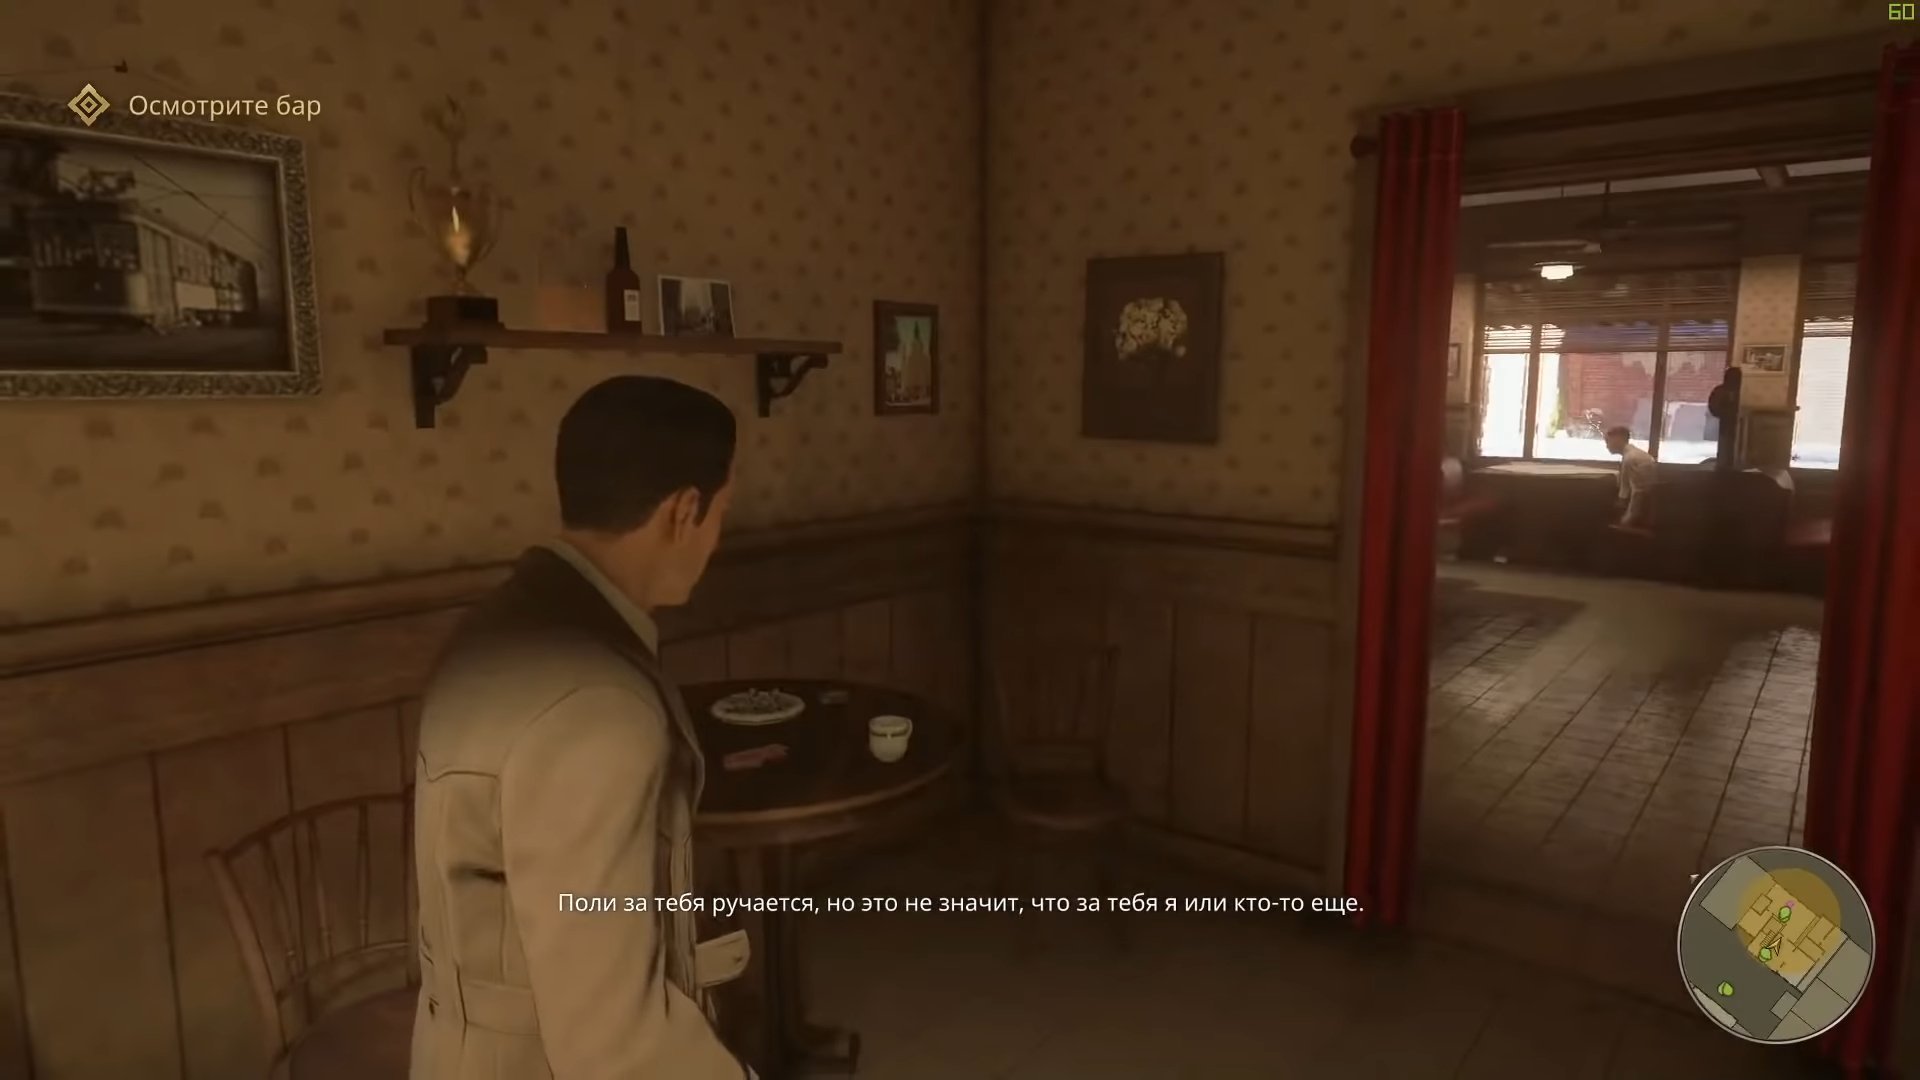 60
Осмотрите бар
Поли за тебя ручается, но это не значит, что за тебя я или кто-то еще.